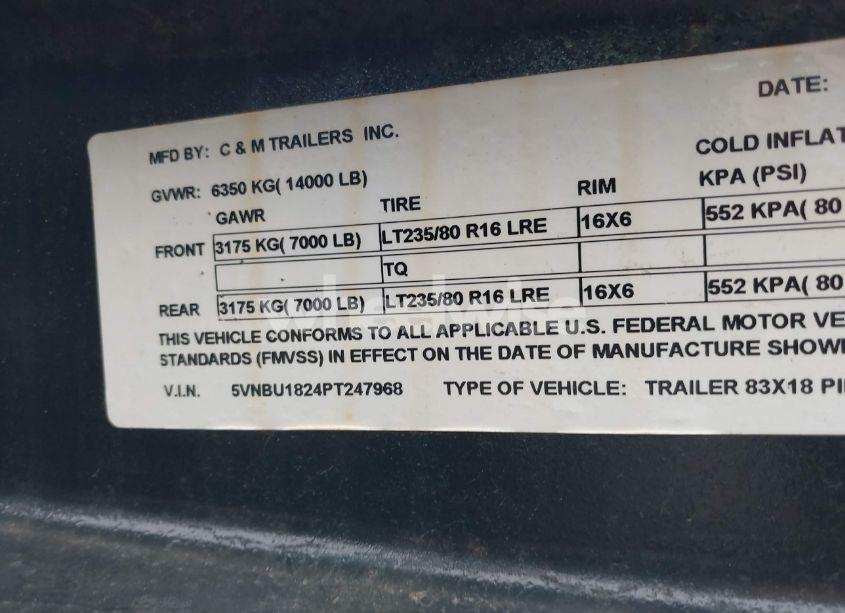 DATE:
MFD BY: C & M TRAILERS INC.
COLD INFLAT
GVWR: 6350 KG( 14000 LB)
KPA (PSI)
GAWR TIRE RIM
FRONT 3175 KG( 7000 LB) LT235/80 R16 LRE 16X6 552 KPA( 80
TQ
REAR 3175 KG( 7000 LB) LT235/80 R16 LRE 16X6 552 KPA( 80
THIS VEHICLE CONFORMS TO ALL APPLICABLE U.S. FEDERAL MOTOR VE
STANDARDS (FMVSS) IN EFFECT ON THE DATE OF MANUFACTURE SHOW
V.I.N. 5VNBU1824PT247968 TYPE OF VEHICLE: TRAILER 83X18 PI